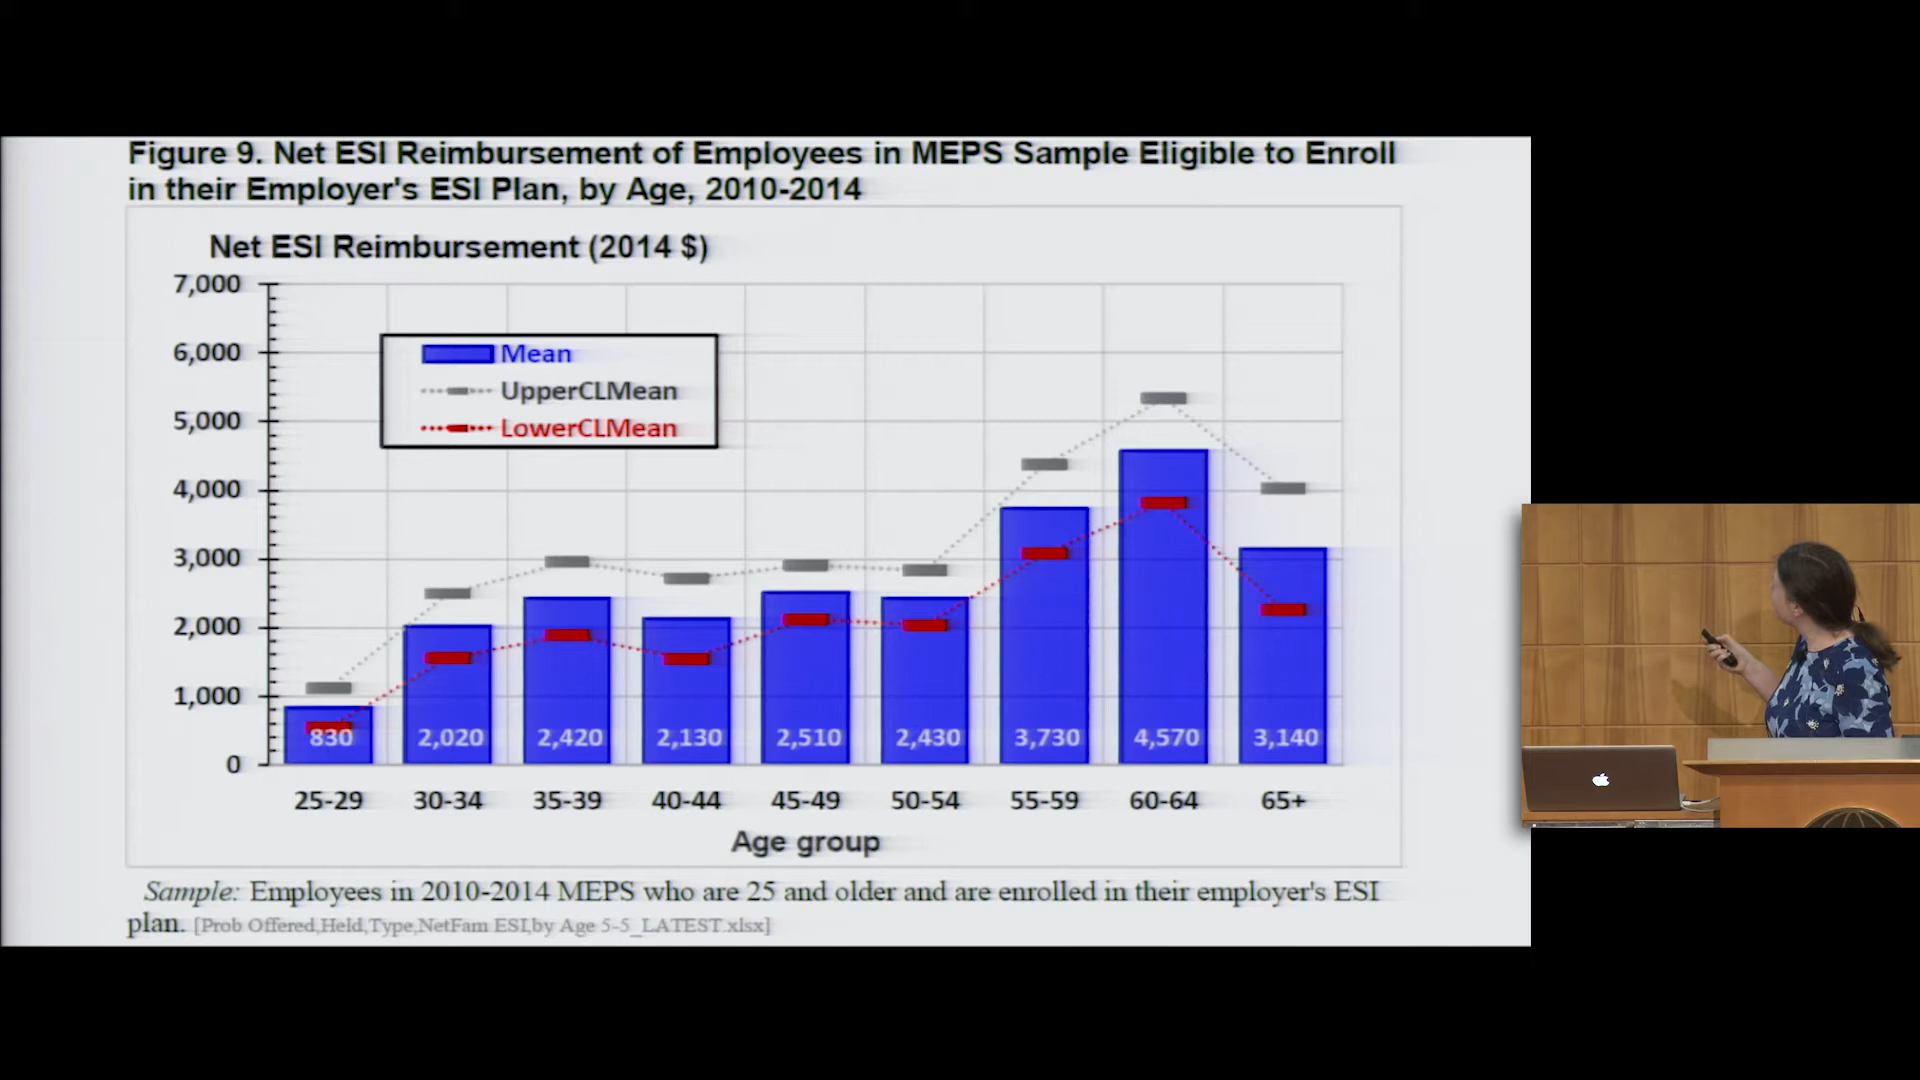 Figure 9. Net ESI Reimbursement of Employees in MEPS Sample Eligible to Enroll
in their Employer's ESI Plan, by Age, 2010-2014
Net ESI Reimbursement (2014 $)
7,000
6,000
5,000
4,000
3,000
2,000
1,000
0
Mean
UpperCLMean
LowerCLMean
830 2,020 2,420 2,130 2,510 2,430 3,730 4,570 3,140
25-29 30-34 35-39 40-44 45-49 50-54 55-59 60-64 65+
Age group
Sample: Employees in 2010-2014 MEPS who are 25 and older and are enrolled in their employer's ESI
plan. [Prob Offered,Held,Type,NetFam ESI,by Age 5-5_LATEST.xlsx]